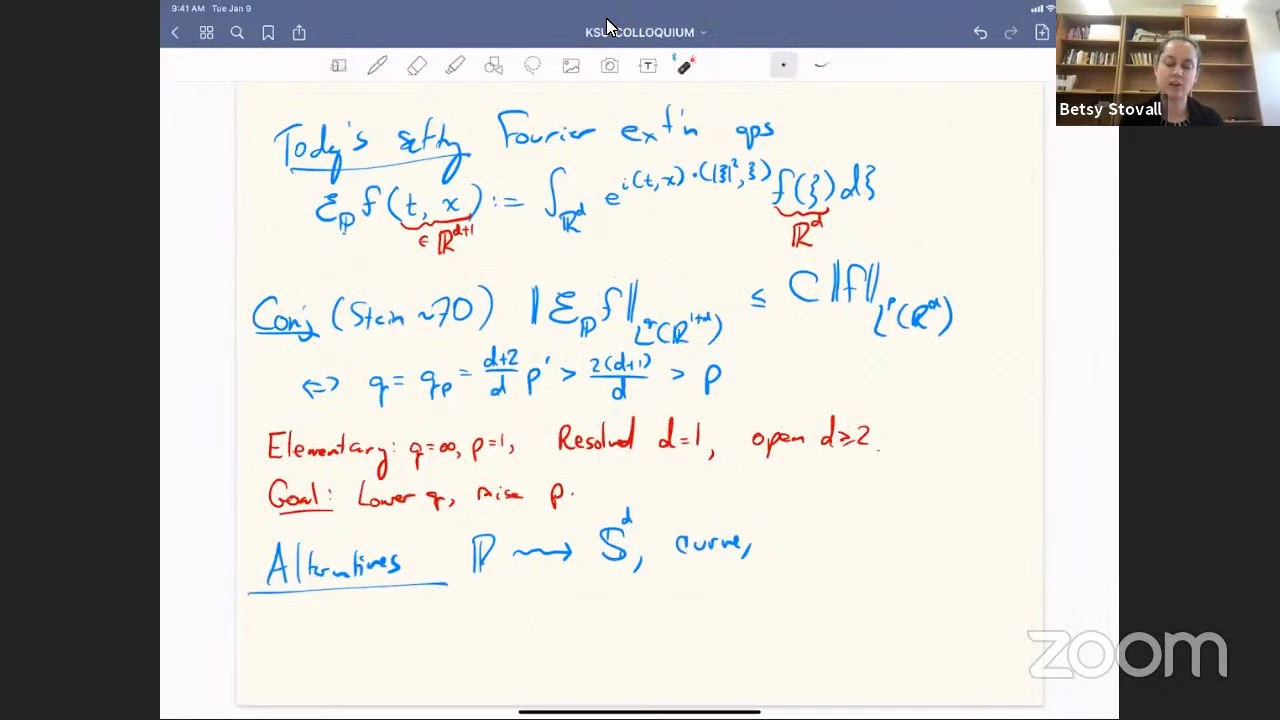 9:41 AM Tue Jan 9
KSU COLLOQUIUM
Betsy Stovall
Today's setting Fourier ext'n ops
ℰ_ℙ f(t, x) := ∫_{ℝ^d} e^{i(t,x)·(|ξ|²,ξ)} f(ξ) dξ
∈ ℝ^{d+1} ℝ^d
Conj (Stein ~70) ‖ℰ_ℙ f‖_{L^q(ℝ^{1+d})} ≤ C‖f‖_{L^p(ℝ^d)}
⇔ q = q_p = \frac{d+2}{d} p' > \frac{2(d+1)}{d} > p
Elementary: q=∞, p=1, Resolved d=1, open d≥2.
Goal: Lower q, raise p.
Alternatives ℙ ⟿ 𝕊^d, curve,
zoom